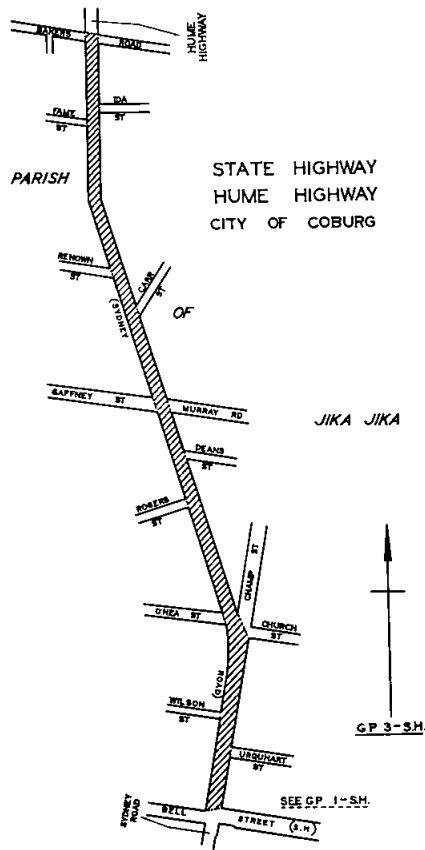 HUME
HIGHWAY
BAKERS ROAD
IDA
ST
FAME
ST
STATE HIGHWAY
HUME HIGHWAY
CITY OF COBURG
PARISH
RENOWN
ST
CARR
ST
(SYDNEY
OF
GAFFNEY ST
MURRAY RD
JIKA JIKA
DEANS
ST
ROGERS
ST
CHAMP ST
O'HEA ST
CHURCH
ST
ROAD)
WILSON
ST
GP 3-S.H.
URQUHART
ST
SEE GP 1-S.H.
SYDNEY
ROAD
BELL STREET (S.H)